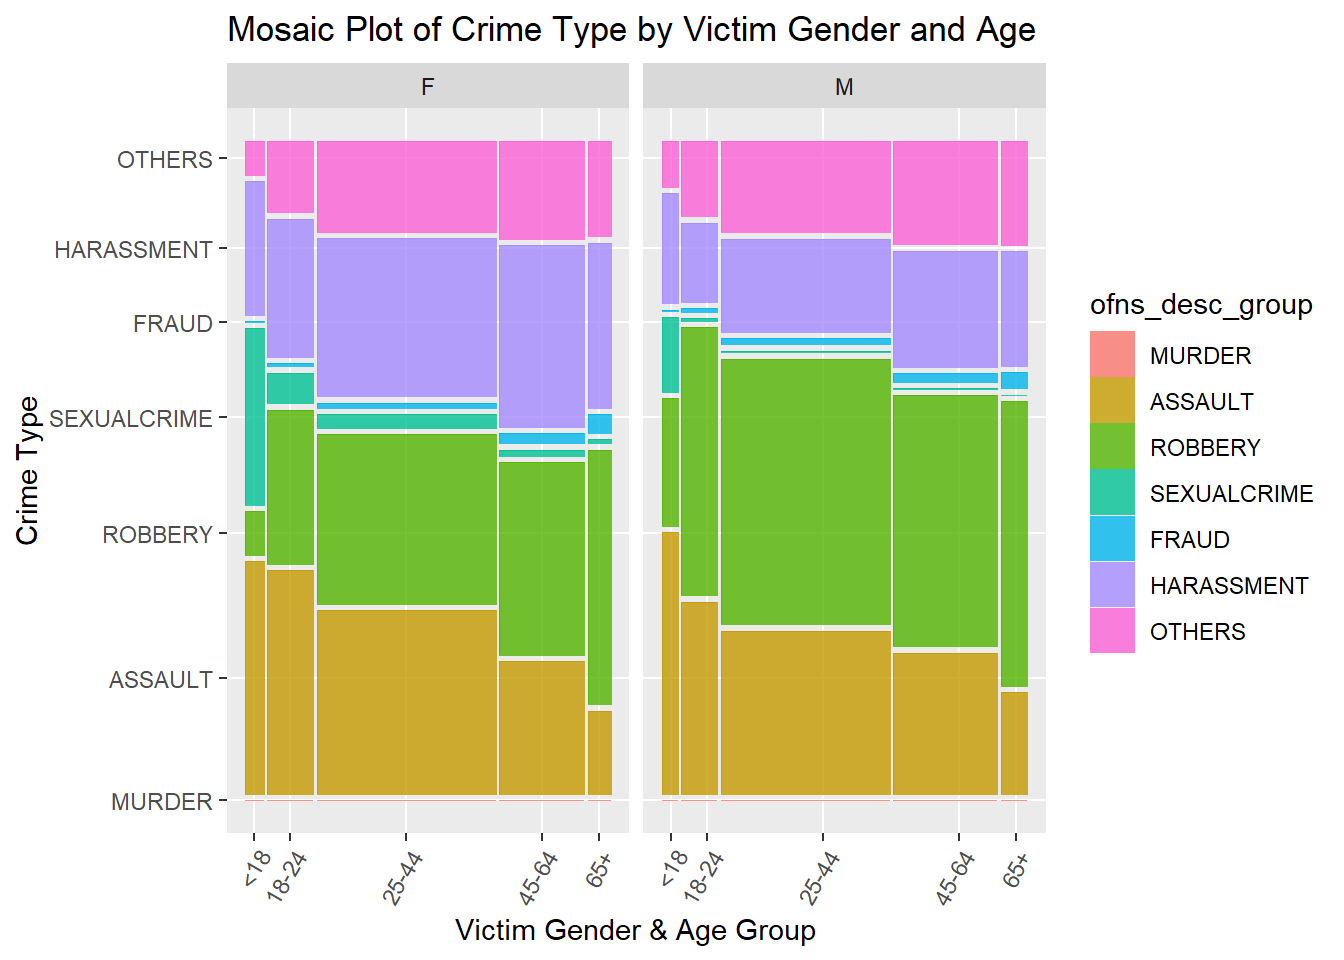 Mosaic Plot of Crime Type by Victim Gender and Age
F
M
OTHERS
HARASSMENT
FRAUD
SEXUALCRIME
ROBBERY
ASSAULT
MURDER
Crime Type
<18
18-24
25-44
45-64
65+
<18
18-24
25-44
45-64
65+
Victim Gender & Age Group
ofns_desc_group
MURDER
ASSAULT
ROBBERY
SEXUALCRIME
FRAUD
HARASSMENT
OTHERS